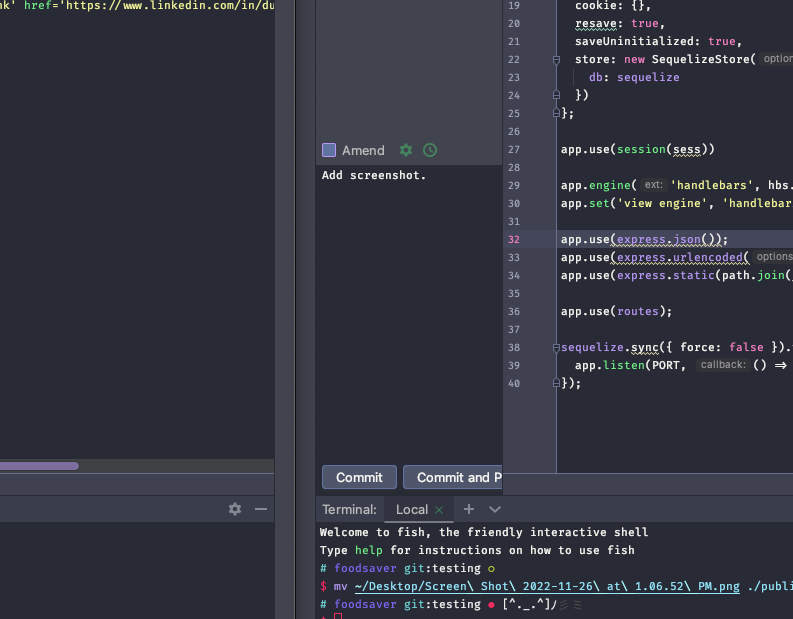 nk' href='https://www.linkedin.com/in/du
Amend
Add screenshot.
Commit
Commit and P
19 cookie: {},
20 resave: true,
21 saveUninitialized: true,
22 store: new SequelizeStore( option
23 db: sequelize
24 })
25 };
26
27 app.use(session(sess))
28
29 app.engine( ext: 'handlebars', hbs.
30 app.set('view engine', 'handlebar
31
32 app.use(express.json());
33 app.use(express.urlencoded( options
34 app.use(express.static(path.join(
35
36 app.use(routes);
37
38 sequelize.sync({ force: false }).
39 app.listen(PORT, callback: () =>
40 });
Terminal: Local × +
Welcome to fish, the friendly interactive shell
Type help for instructions on how to use fish
# foodsaver git:testing ○
$ mv ~/Desktop/Screen\ Shot\ 2022-11-26\ at\ 1.06.52\ PM.png ./publi
# foodsaver git:testing ● [^._.^]/彡ミ
$